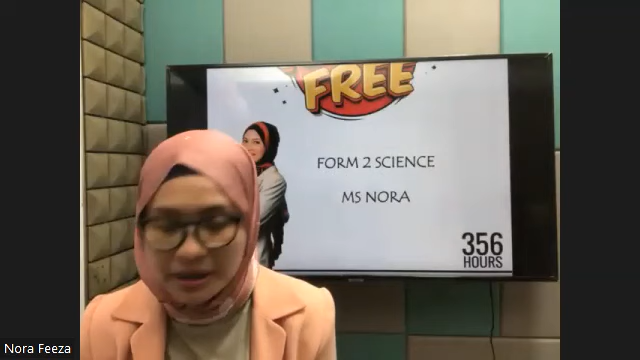 FREE
FORM 2 SCIENCE
MS NORA
356
HOURS
Nora Feeza